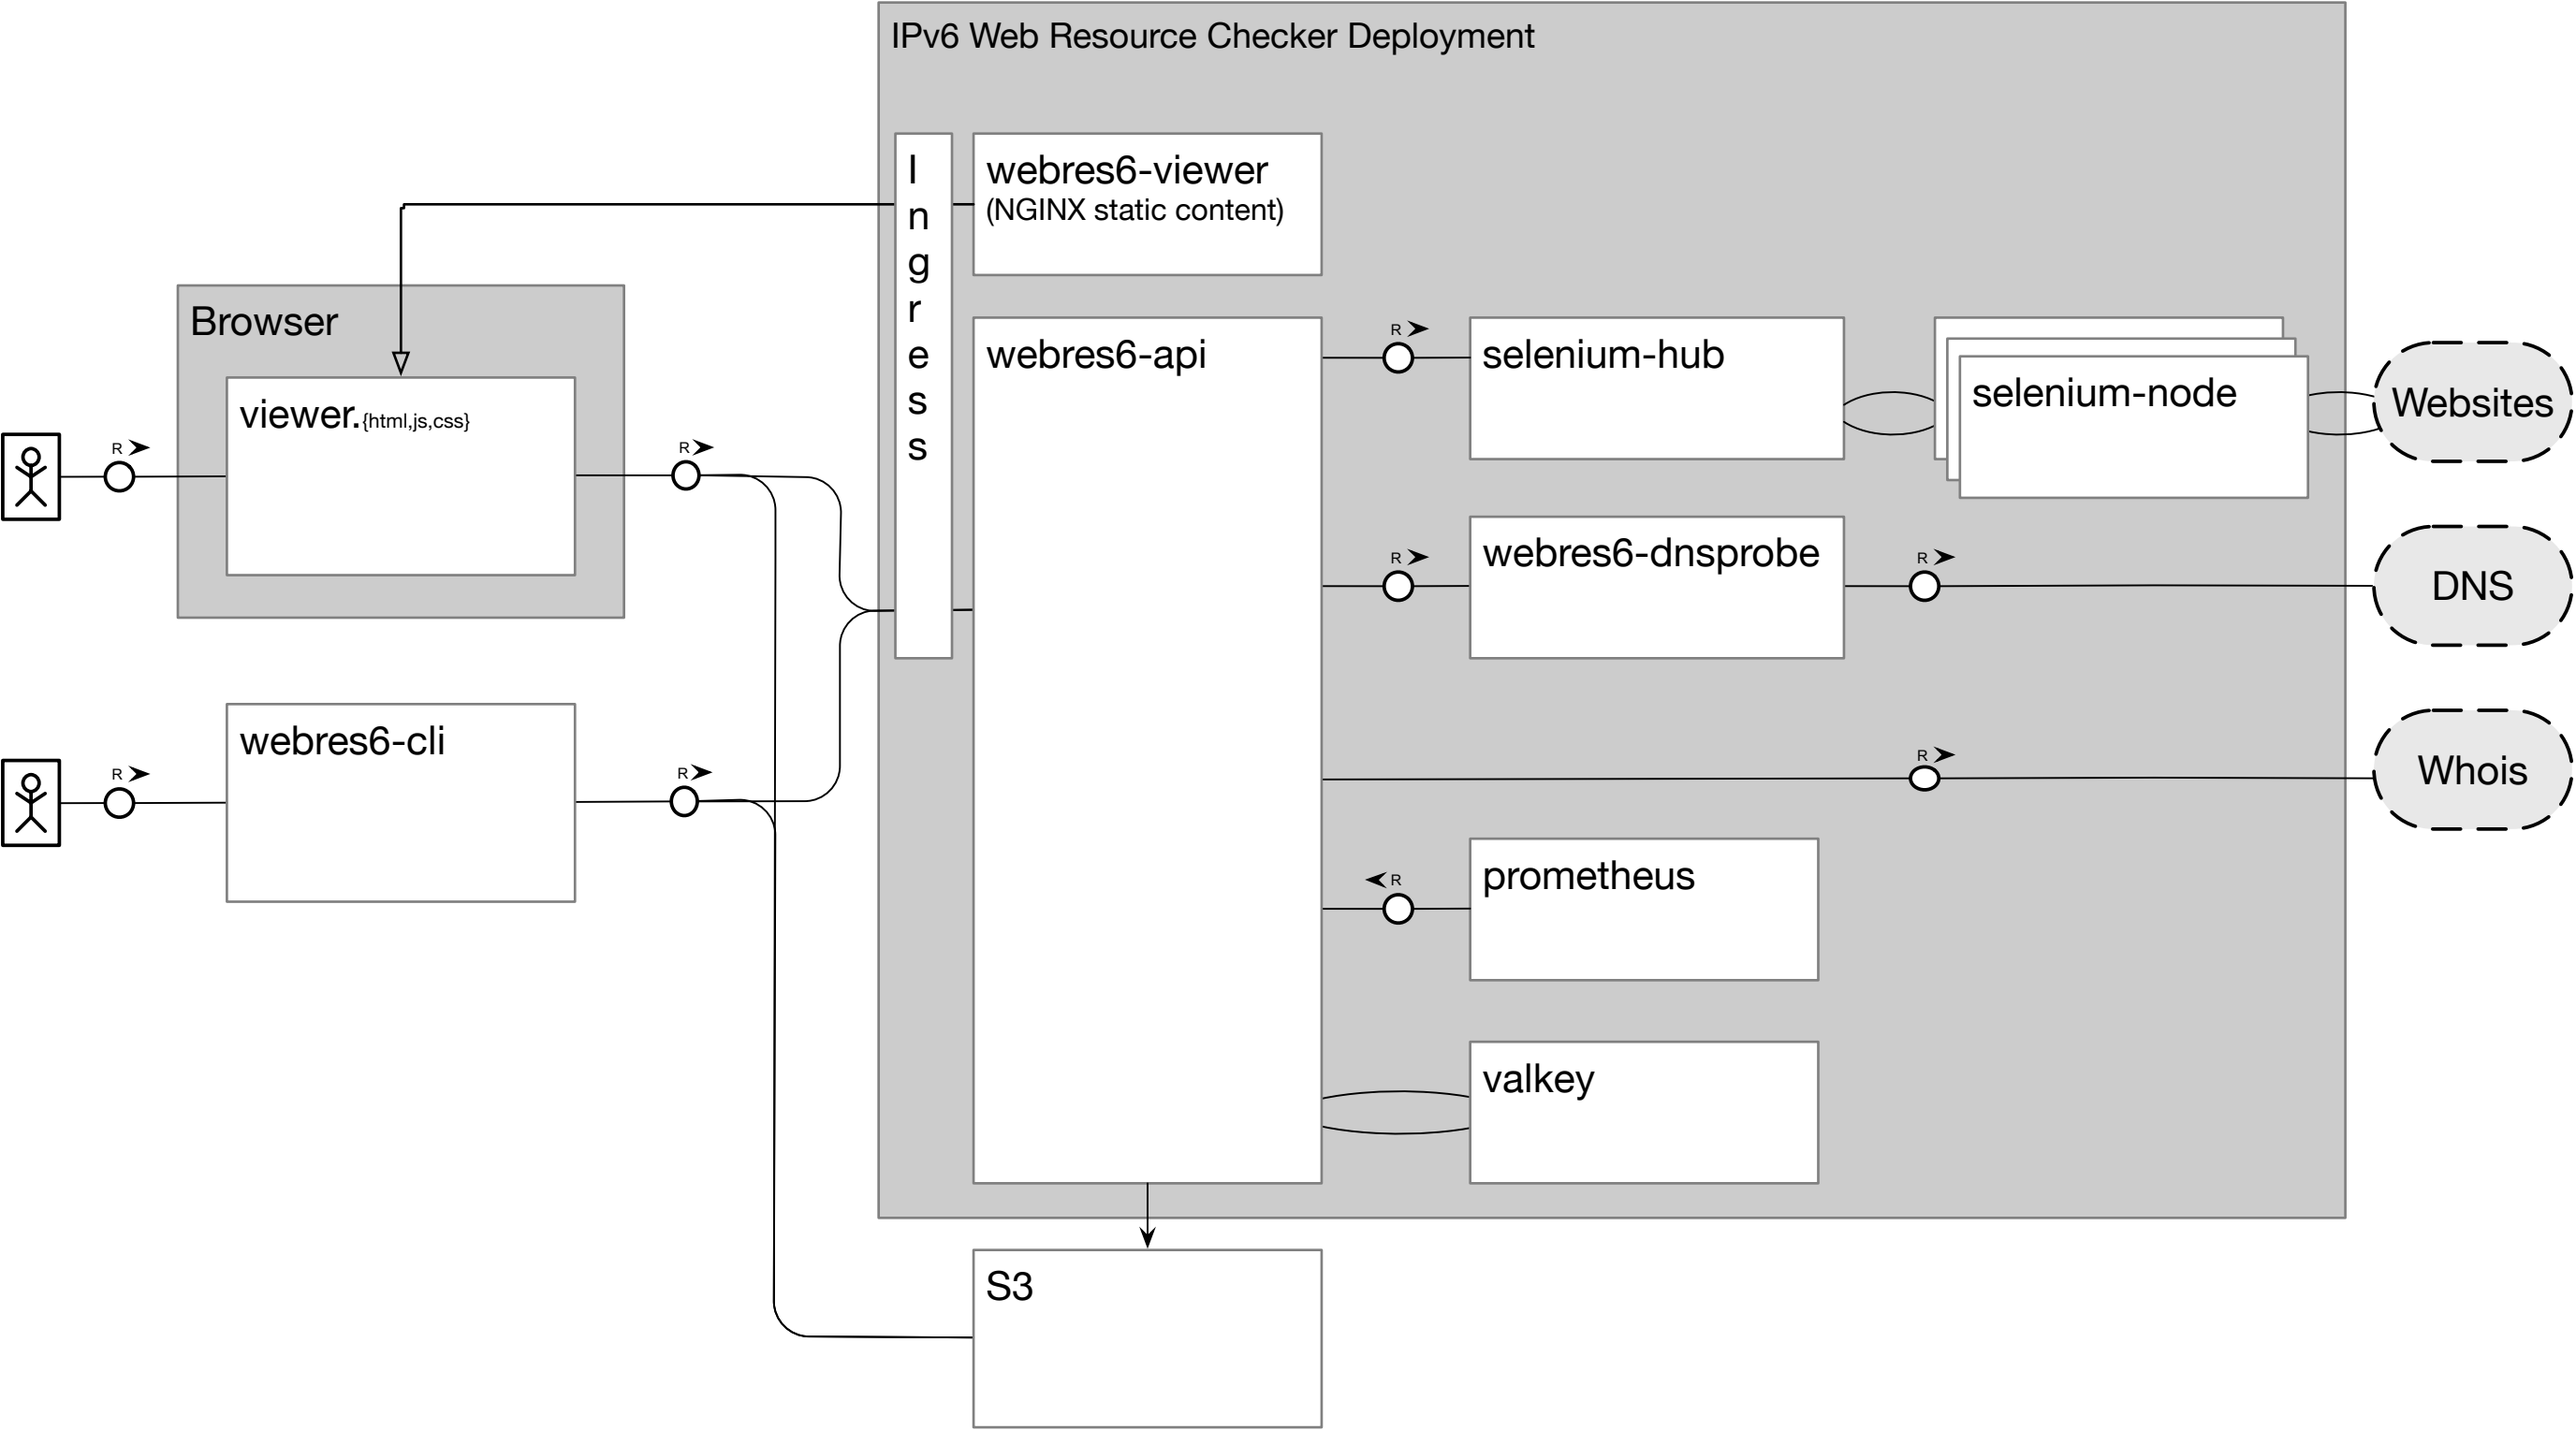 IPv6 Web Resource Checker Deployment
Ingress
webres6-viewer
(NGINX static content)
Browser
viewer.{html,js,css}
R
R
webres6-cli
R
R
webres6-api
R
selenium-hub
selenium-node
Websites
R
webres6-dnsprobe
R
DNS
R
Whois
R
prometheus
valkey
S3